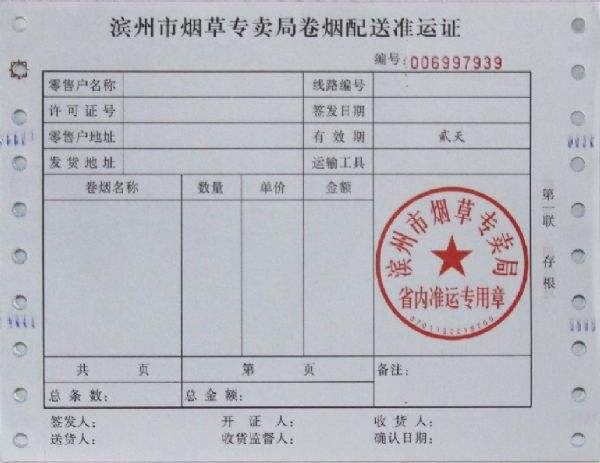 滨州市烟草专卖局卷烟配送准运证
编号:006997939
零售户名称 线路编号
许可证号 签发日期
零售户地址 有效期 贰天
发货地址 运输工具
卷烟名称 数量 单价 金额
滨州市烟草专卖局
省内准运专用章
第一联 存根
共 页 第 页 备注:
总条数: 总金额:
签发人: 开证人: 收货人:
送货人: 收货监督人: 确认日期: